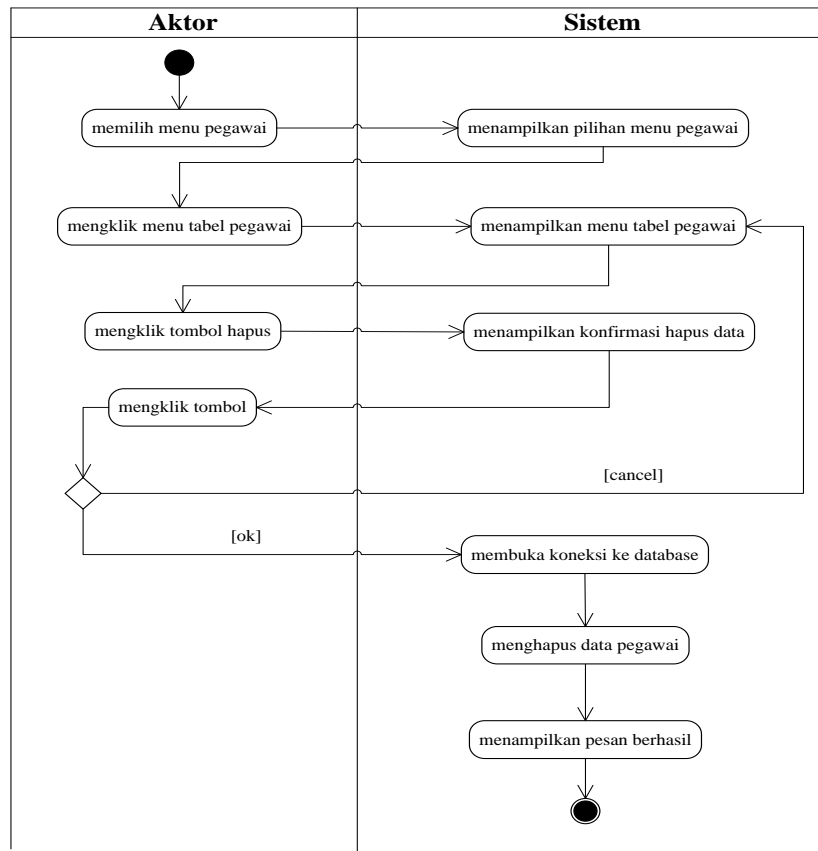 Aktor
Sistem
memilih menu pegawai
menampilkan pilihan menu pegawai
mengklik menu tabel pegawai
menampilkan menu tabel pegawai
mengklik tombol hapus
menampilkan konfirmasi hapus data
mengklik tombol
[cancel]
[ok]
membuka koneksi ke database
menghapus data pegawai
menampilkan pesan berhasil